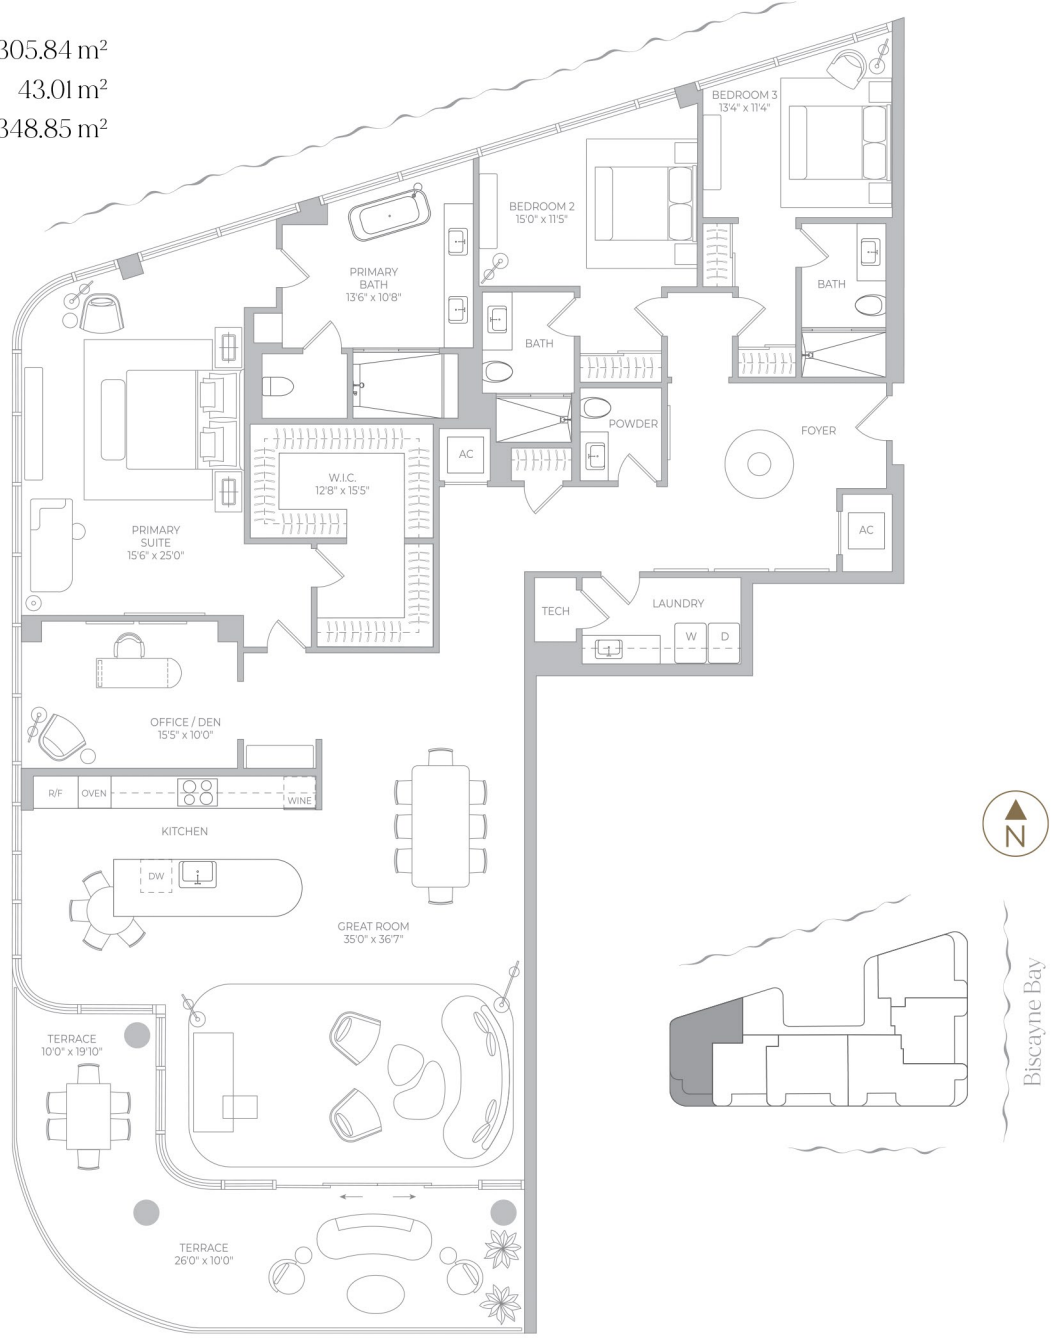 305.84 m²
43.01 m²
348.85 m²
BEDROOM 3
13'4" x 11'4"
BEDROOM 2
15'0" x 11'5"
PRIMARY
BATH
13'6" x 10'8"
BATH
BATH
POWDER
FOYER
AC
W.I.C.
12'8" x 15'5"
PRIMARY
SUITE
15'6" x 25'0"
AC
TECH
LAUNDRY
W
D
OFFICE / DEN
15'5" x 10'0"
R/F
OVEN
WINE
KITCHEN
DW
GREAT ROOM
35'0" x 36'7"
N
Biscayne Bay
TERRACE
10'0" x 19'10"
TERRACE
26'0" x 10'0"